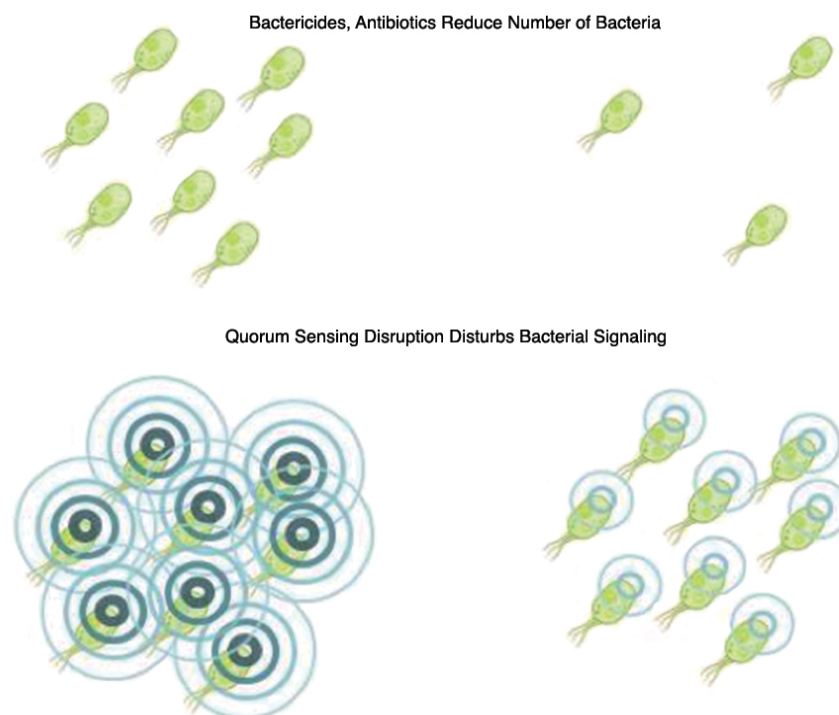 Bactericides, Antibiotics Reduce Number of Bacteria
Quorum Sensing Disruption Disturbs Bacterial Signaling